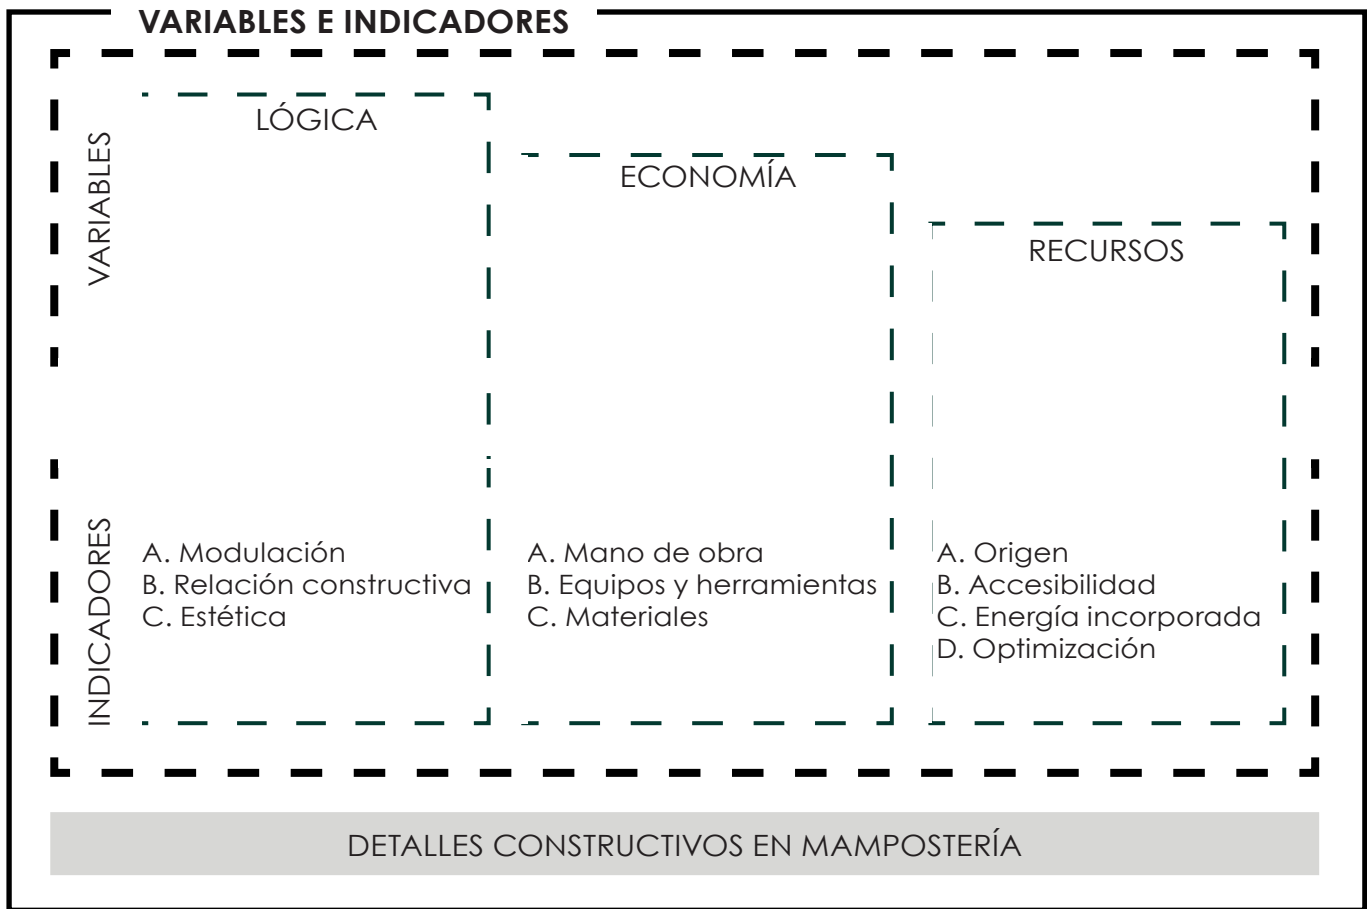 VARIABLES E INDICADORES
VARIABLES
LÓGICA
ECONOMÍA
RECURSOS
INDICADORES
A. Modulación
B. Relación constructiva
C. Estética
A. Mano de obra
B. Equipos y herramientas
C. Materiales
A. Origen
B. Accesibilidad
C. Energía incorporada
D. Optimización
DETALLES CONSTRUCTIVOS EN MAMPOSTERÍA